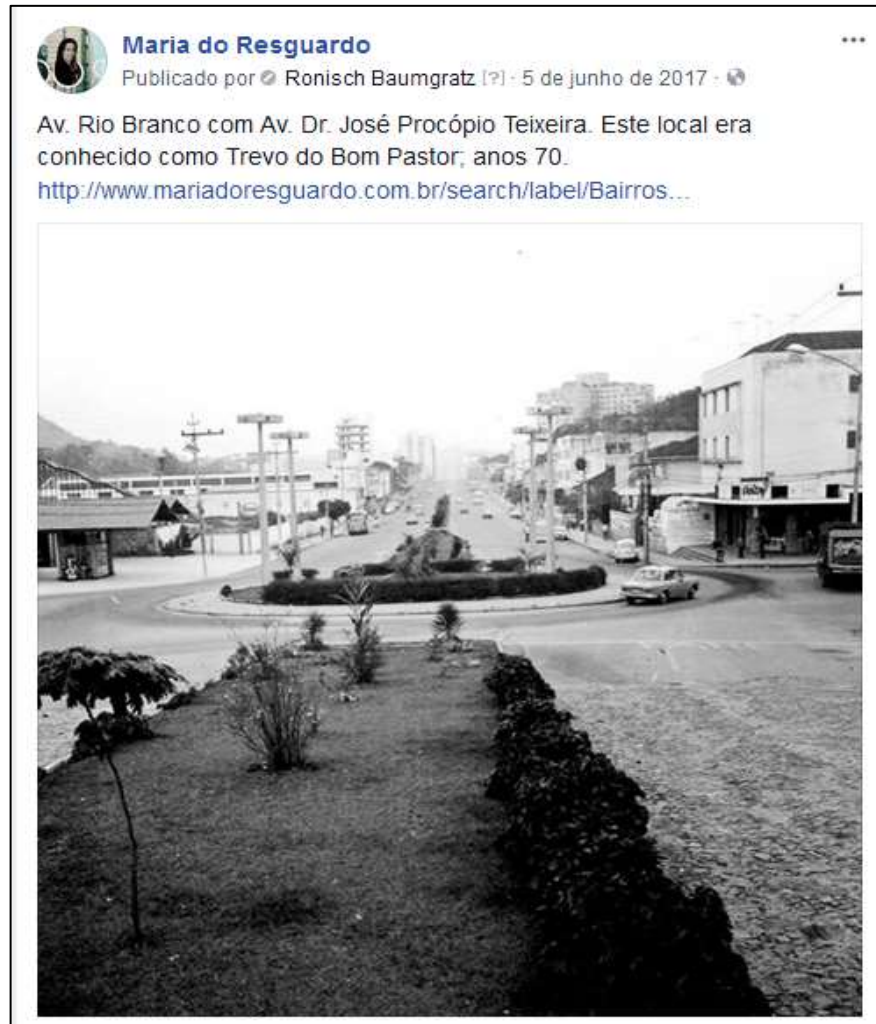 Maria do Resguardo
Publicado por Ronisch Baumgratz [?] · 5 de junho de 2017 ·
Av. Rio Branco com Av. Dr. José Procópio Teixeira. Este local era
conhecido como Trevo do Bom Pastor; anos 70.
http://www.mariadoresguardo.com.br/search/label/Bairros...